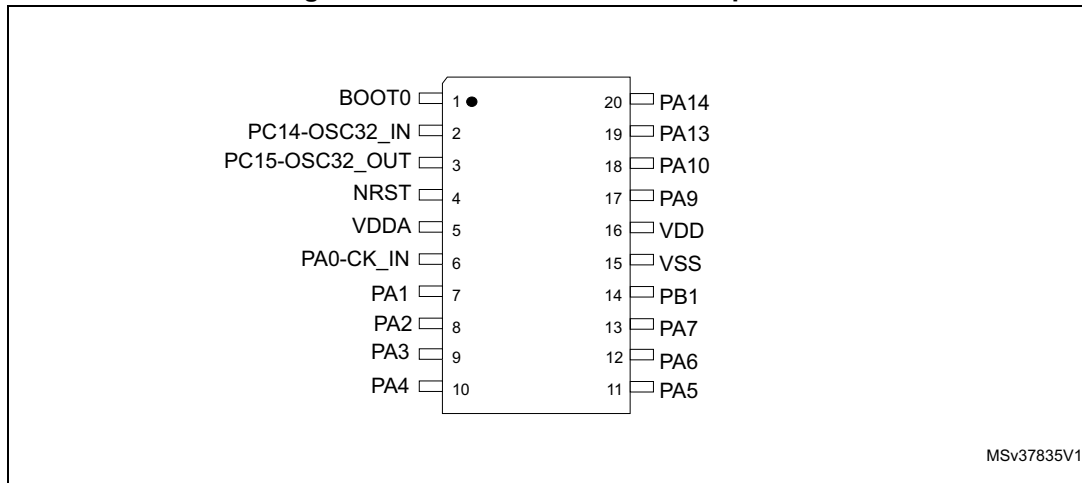 BOOT0 1 20 PA14
PC14-OSC32_IN 2 19 PA13
PC15-OSC32_OUT 3 18 PA10
NRST 4 17 PA9
VDDA 5 16 VDD
PA0-CK_IN 6 15 VSS
PA1 7 14 PB1
PA2 8 13 PA7
PA3 9 12 PA6
PA4 10 11 PA5
MSv37835V1